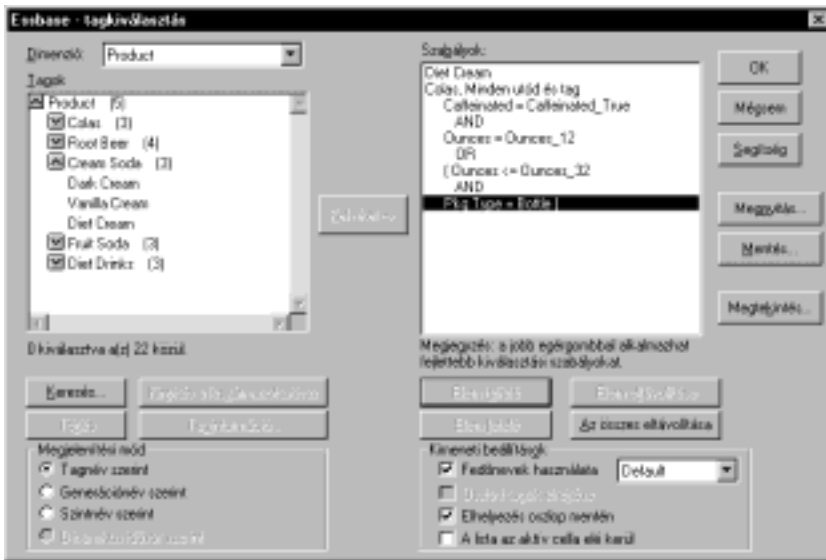 Essbase - tagkiválasztás
Dimenzió: Product
Tagok
Product (5)
Colas (3)
Root Beer (4)
Cream Soda (3)
Dark Cream
Vanilla Cream
Diet Cream
Fruit Soda (3)
Diet Drinks (3)
0 kiválasztva a(z) 22 közül.
Keresés...
Megjelenítési mód
Tagnév szerint
Generációnév szerint
Szintnév szerint
Szabályok:
Diet Cream
Colas, Minden utód és tag
Caffeinated = Caffeinated_True
AND
Ounces = Ounces_12
OR
( Ounces <= Ounces_32
AND
Pkg Type = Bottle )
Megjegyzés: a jobb egérgombbal alkalmazhat
fejlettebb kiválasztási szabályokat.
Az összes eltávolítása
Kimeneti beállítások
Fedőnevek használata Default
Elhelyezés oszlop mentén
A lista az aktív cella elé kerül
OK
Mégsem
Segítség
Megnyitás...
Mentés...
Megtekintés...